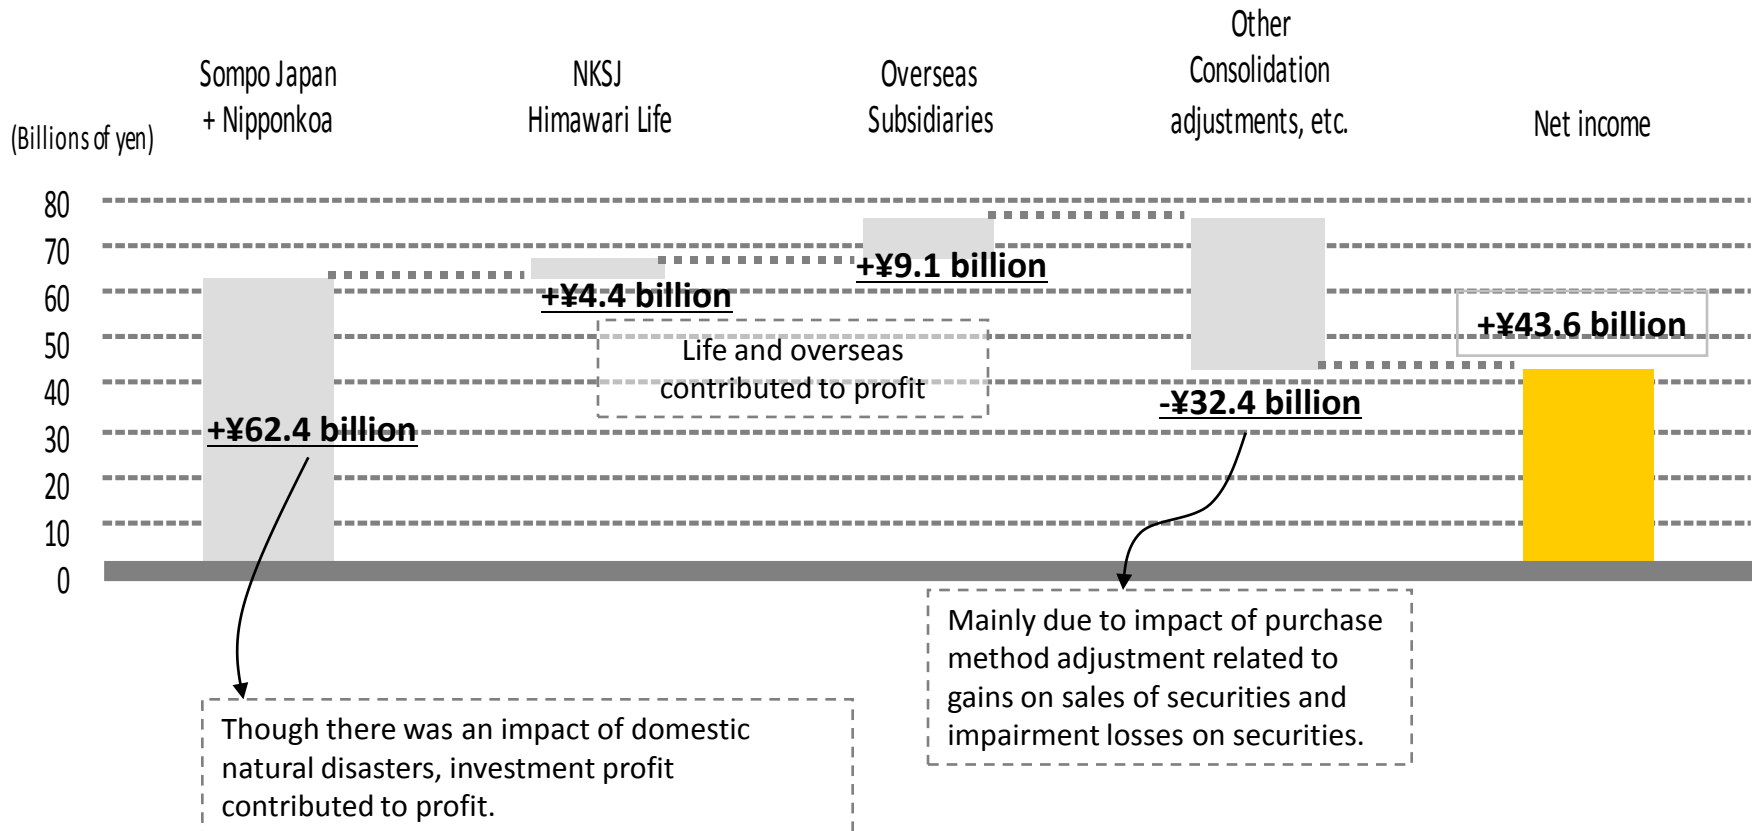 Sompo Japan
+ Nipponkoa
NKSJ
Himawari Life
Overseas
Subsidiaries
Other
Consolidation
adjustments, etc.
Net income
(Billions of yen)
80
70
60
50
40
30
20
10
0
+¥62.4 billion
+¥4.4 billion
+¥9.1 billion
-¥32.4 billion
+¥43.6 billion
Life and overseas
contributed to profit
Though there was an impact of domestic
natural disasters, investment profit
contributed to profit.
Mainly due to impact of purchase
method adjustment related to
gains on sales of securities and
impairment losses on securities.